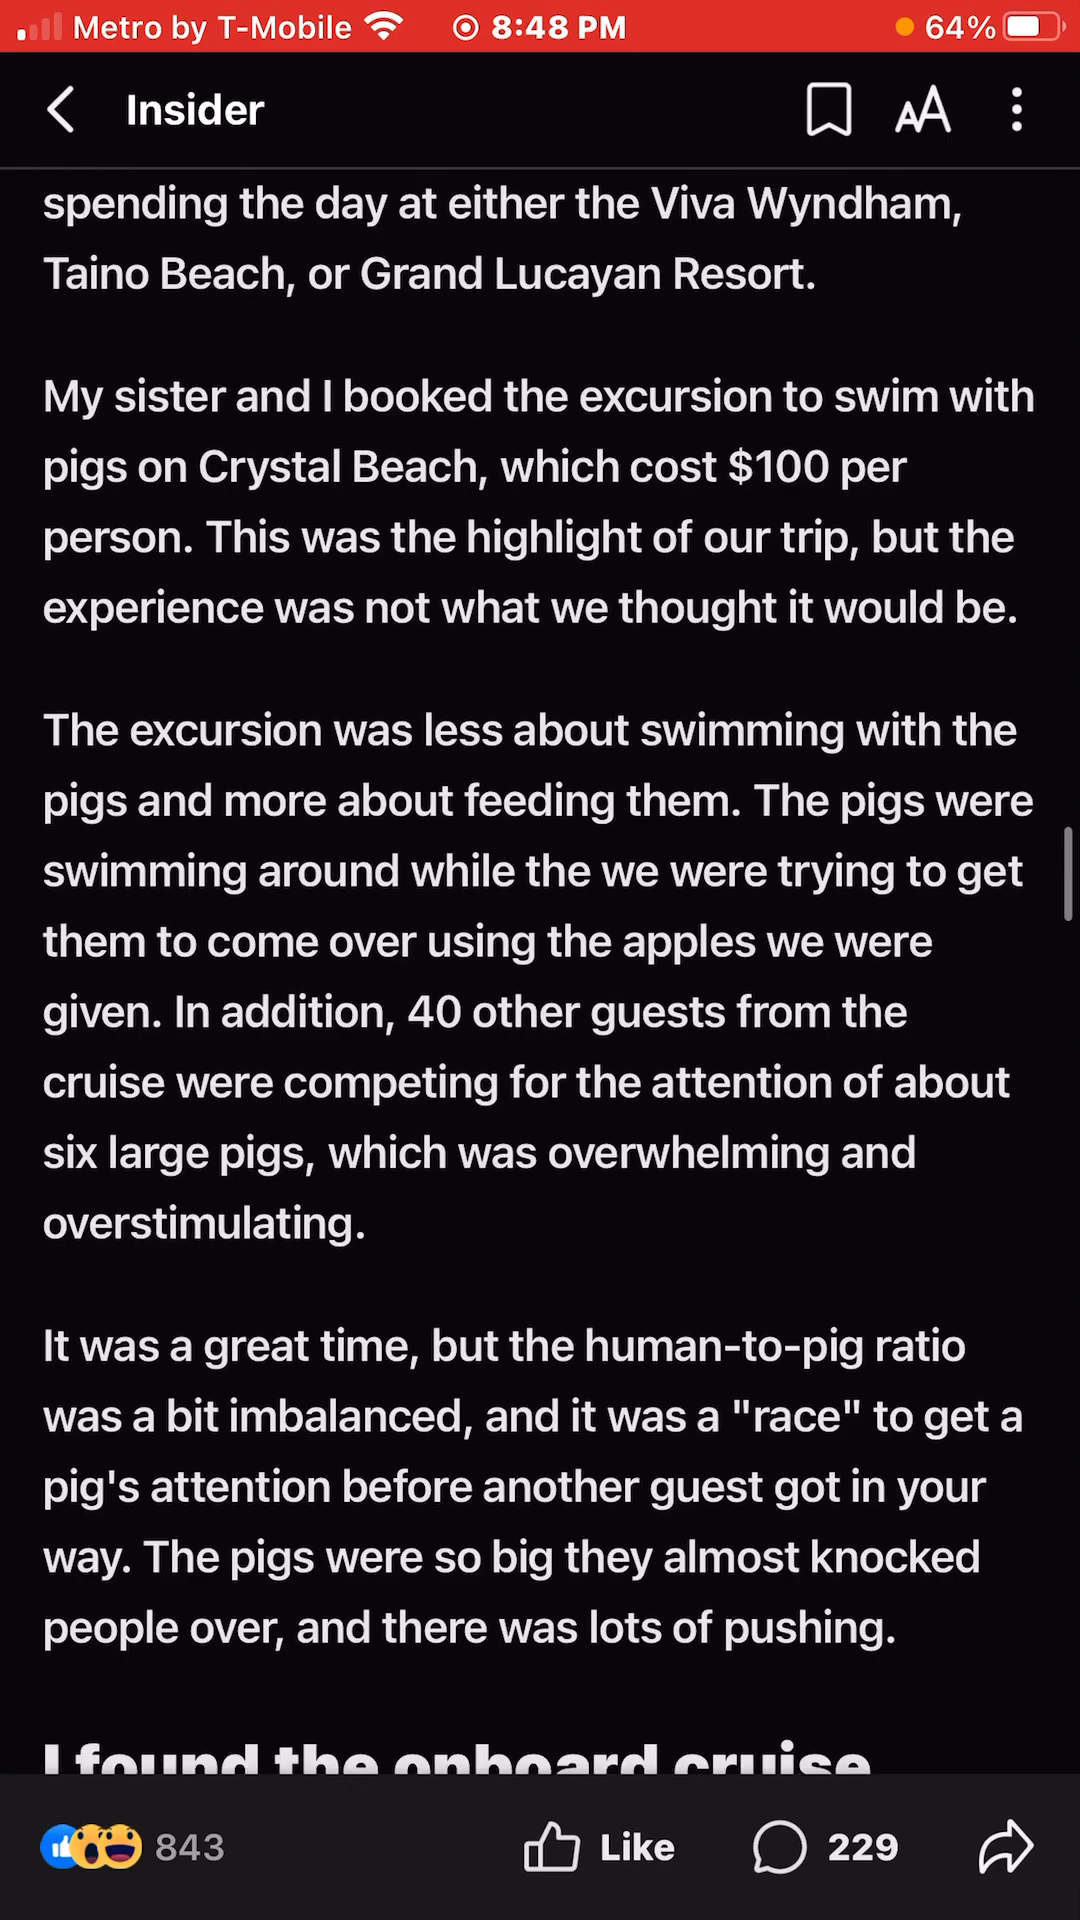 Metro by T-Mobile 8:48 PM 64%
Insider AA
spending the day at either the Viva Wyndham,
Taino Beach, or Grand Lucayan Resort.
My sister and I booked the excursion to swim with
pigs on Crystal Beach, which cost $100 per
person. This was the highlight of our trip, but the
experience was not what we thought it would be.
The excursion was less about swimming with the
pigs and more about feeding them. The pigs were
swimming around while the we were trying to get
them to come over using the apples we were
given. In addition, 40 other guests from the
cruise were competing for the attention of about
six large pigs, which was overwhelming and
overstimulating.
It was a great time, but the human-to-pig ratio
was a bit imbalanced, and it was a "race" to get a
pig's attention before another guest got in your
way. The pigs were so big they almost knocked
people over, and there was lots of pushing.
I found the onboard cruise
843 Like 229